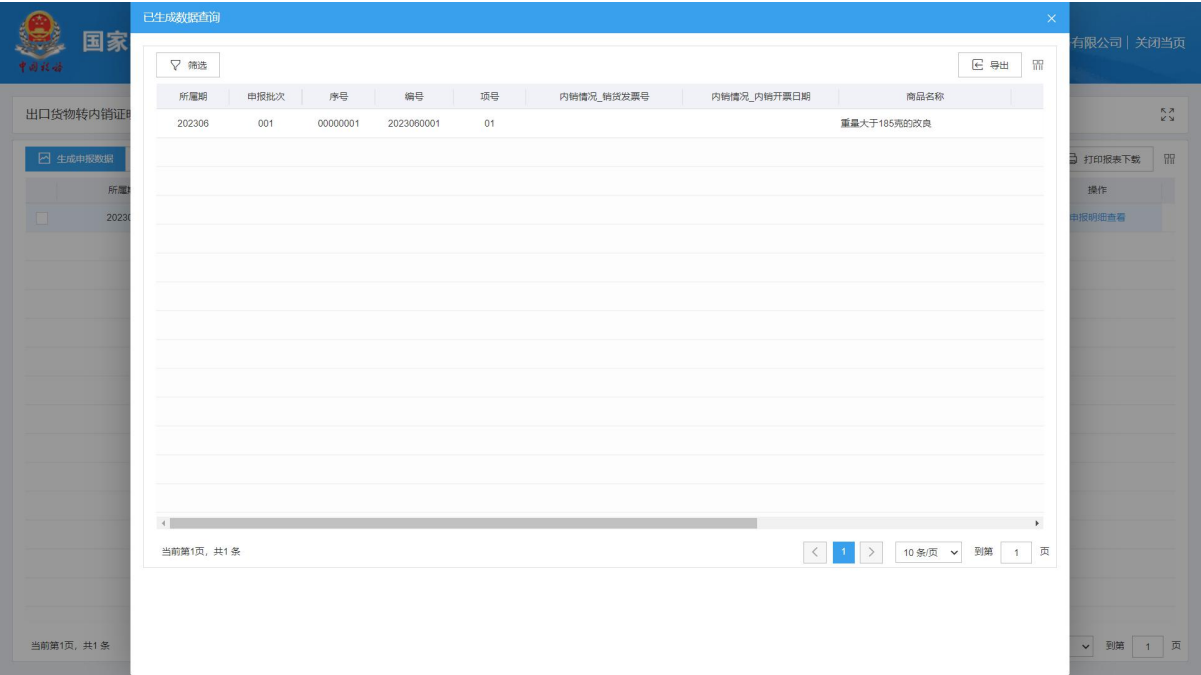 已生成数据查询
国家
中国税务
有限公司 关闭当页
筛选
导出
出口货物转内销证明
所属期 申报批次 序号 编号 项号 内销情况_销货发票号 内销情况_内销开票日期 商品名称
202306 001 00000001 2023060001 01 重量大于185克的改良
生成申报数据
打印报表下载
所属
操作
2023
申报明细查看
当前第1页，共1 条
1 10 条/页 到第 1 页
当前第1页，共1 条
到第 1 页